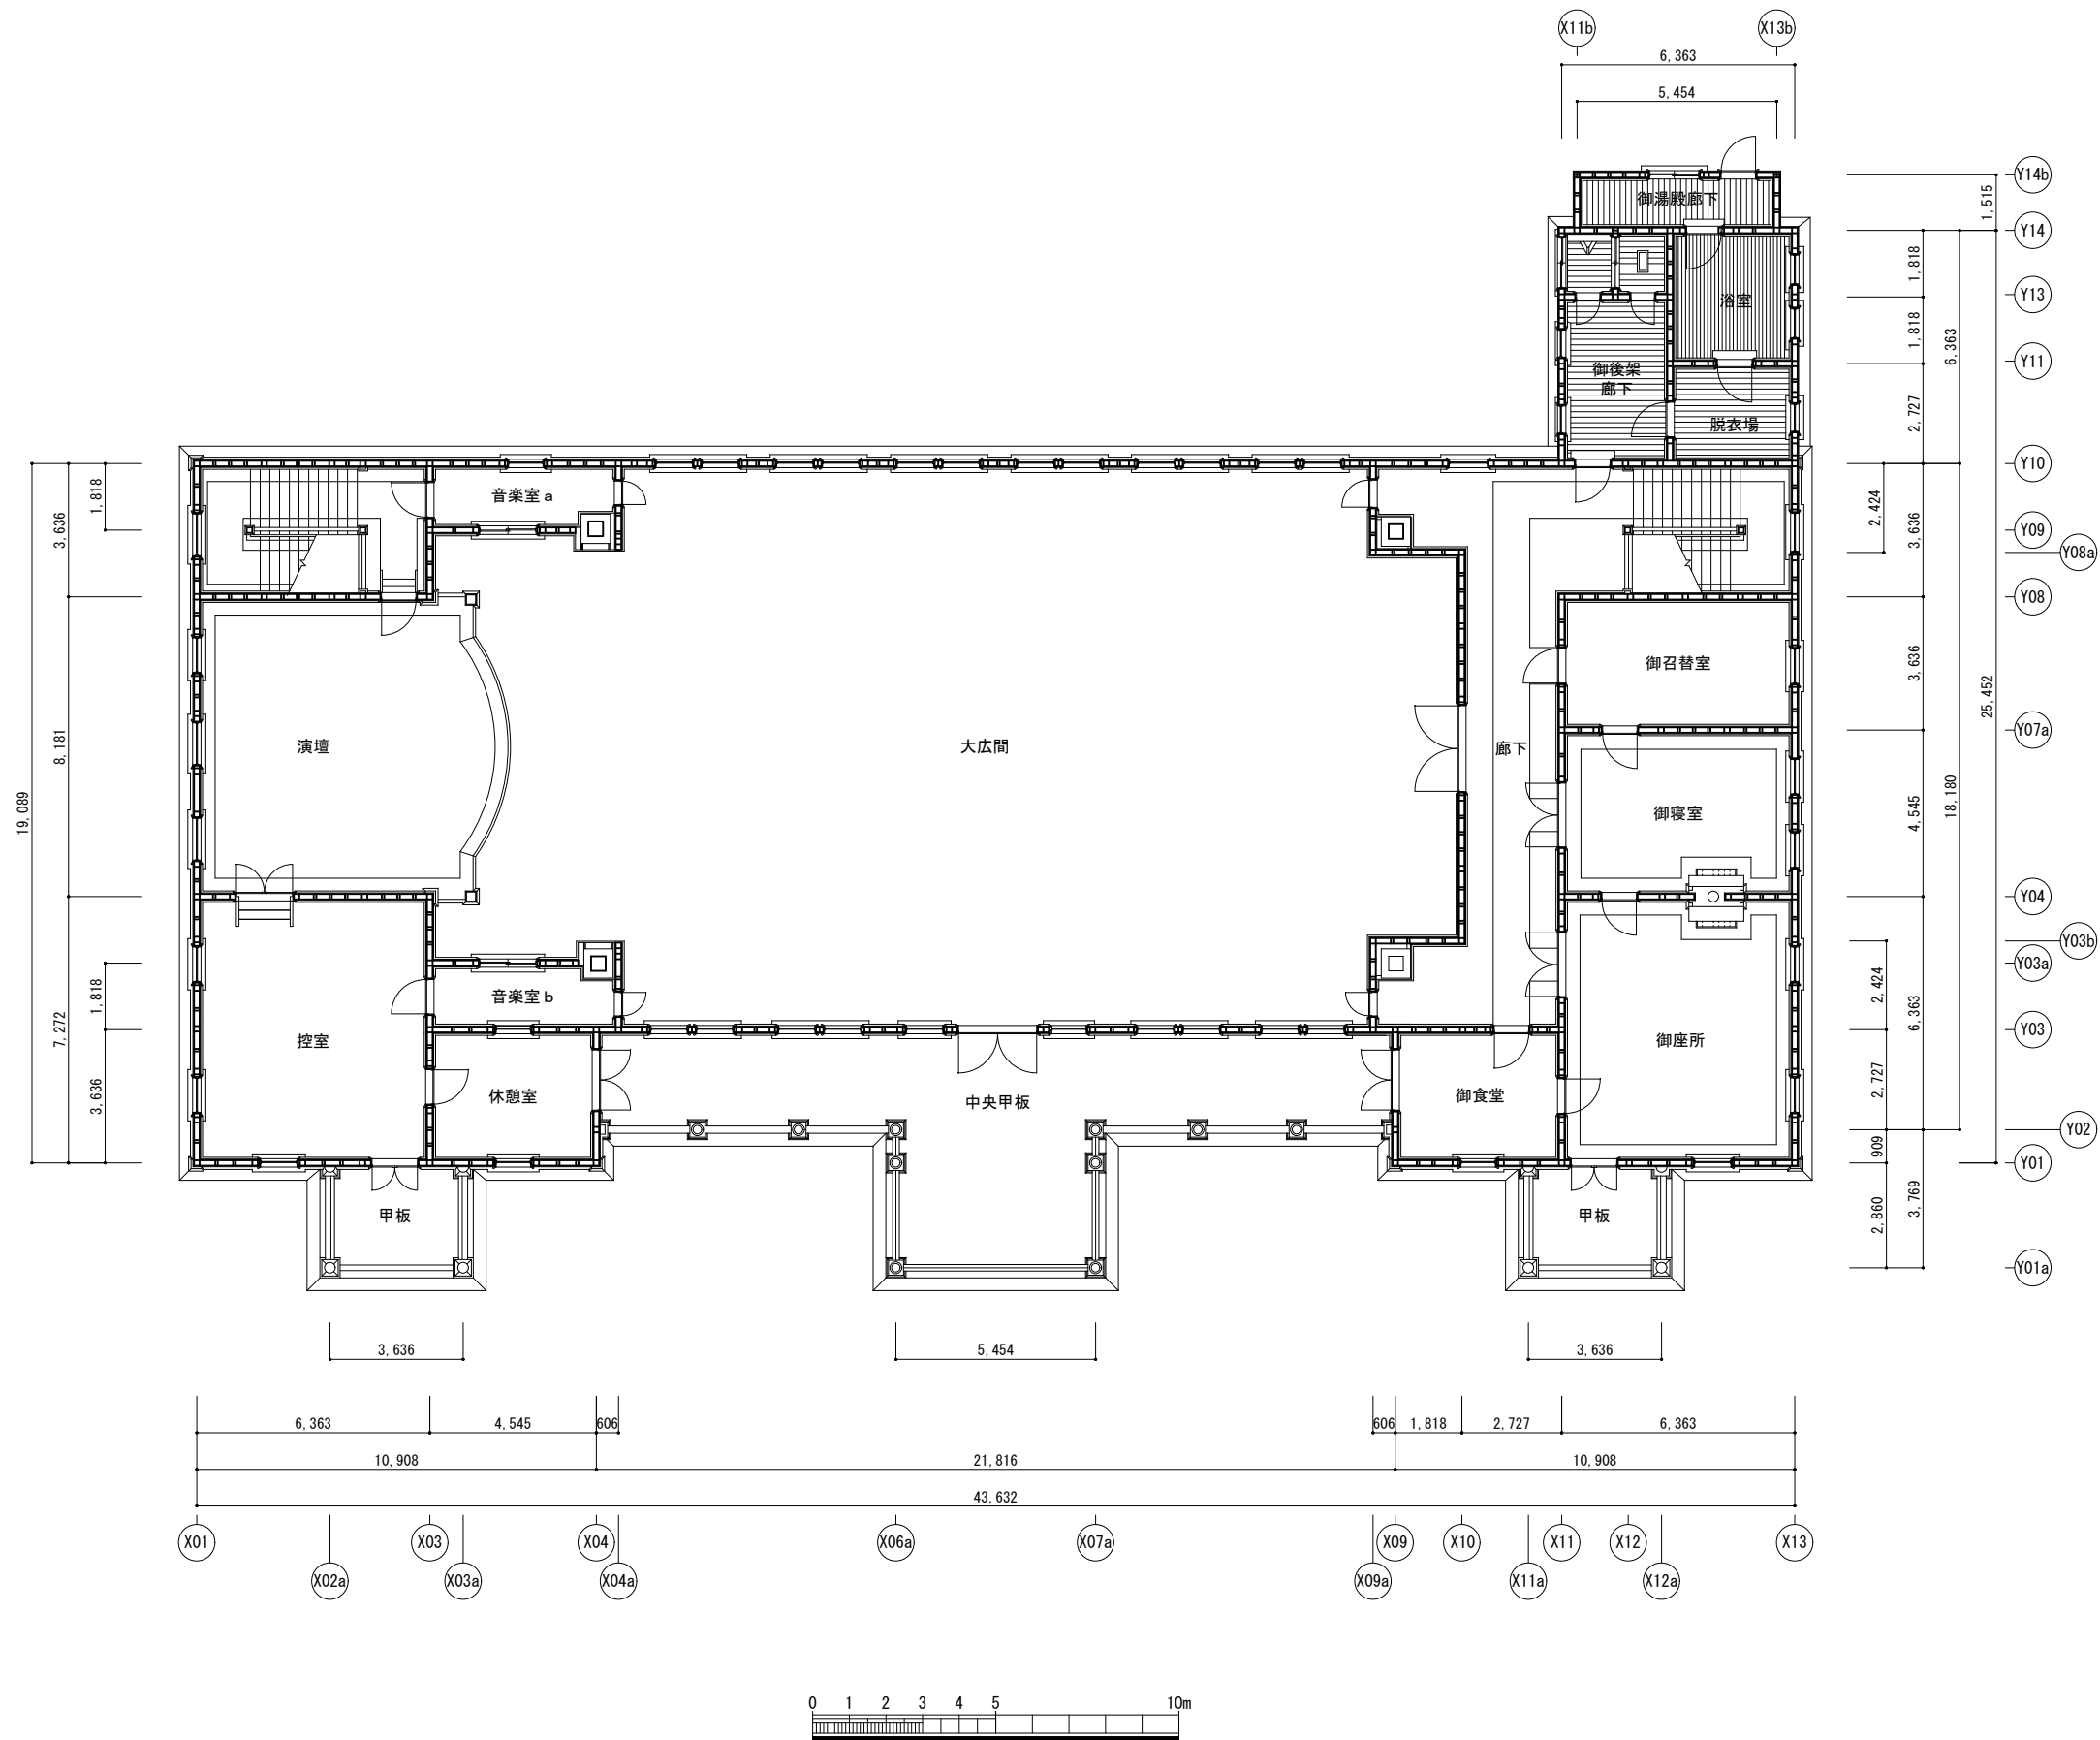 X11b
X13b
6,363
5,454
Y14b
御湯殿廊下
1,515
Y14
1,818
Y13
浴室
1,818
6,363
Y11
御後架
廊下
2,727
脱衣場
Y10
音楽室a
1,818
3,636
2,424
3,636
Y09
Y08a
Y08
御召替室
3,636
25,452
Y07a
演壇
大広間
廊下
8,181
19,089
御寝室
4,545
18,180
Y04
Y03b
Y03a
音楽室b
1,818
2,424
6,363
7,272
控室
御座所
Y03
休憩室
中央甲板
御食堂
3,636
2,727
Y02
909
Y01
甲板
甲板
2,860
3,769
Y01a
3,636
5,454
3,636
6,363
4,545
606
606
1,818
2,727
6,363
10,908
21,816
10,908
43,632
X01
X03
X04
X06a
X07a
X09
X10
X11
X12
X13
X02a
X03a
X04a
X09a
X11a
X12a
0 1 2 3 4 5 10m